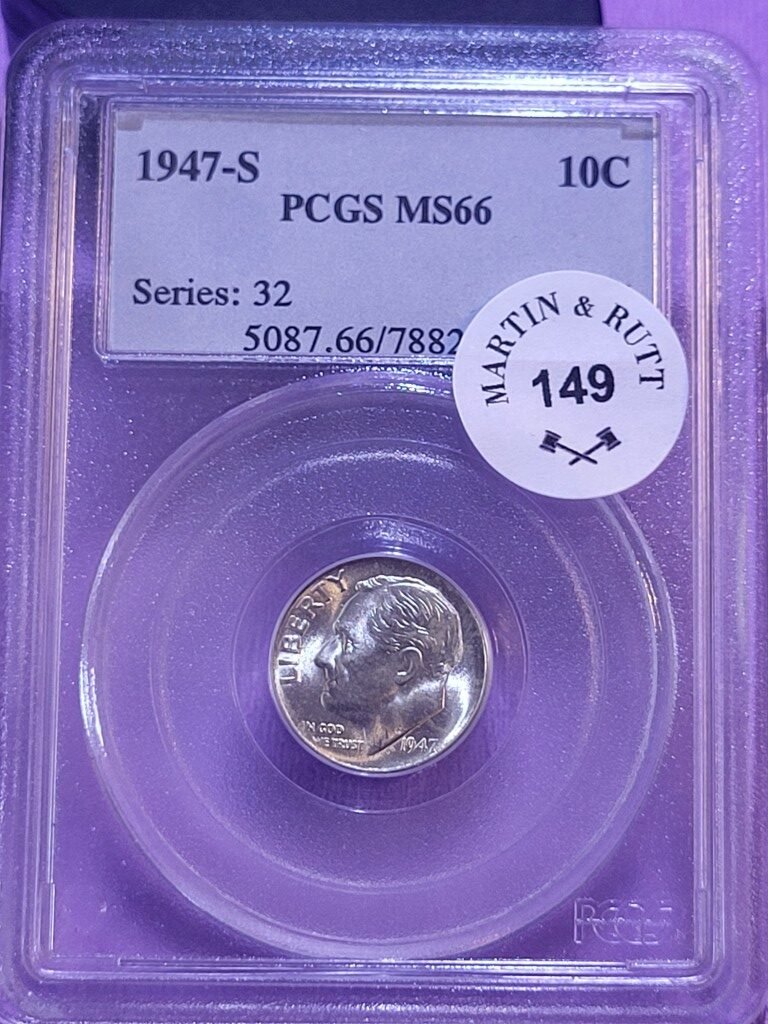 1947-S 10C
PCGS MS66
Series: 32
5087.66/7882
MARTIN & RUTT
149
LIBERTY
IN GOD
WE TRUST
1947
PCGS